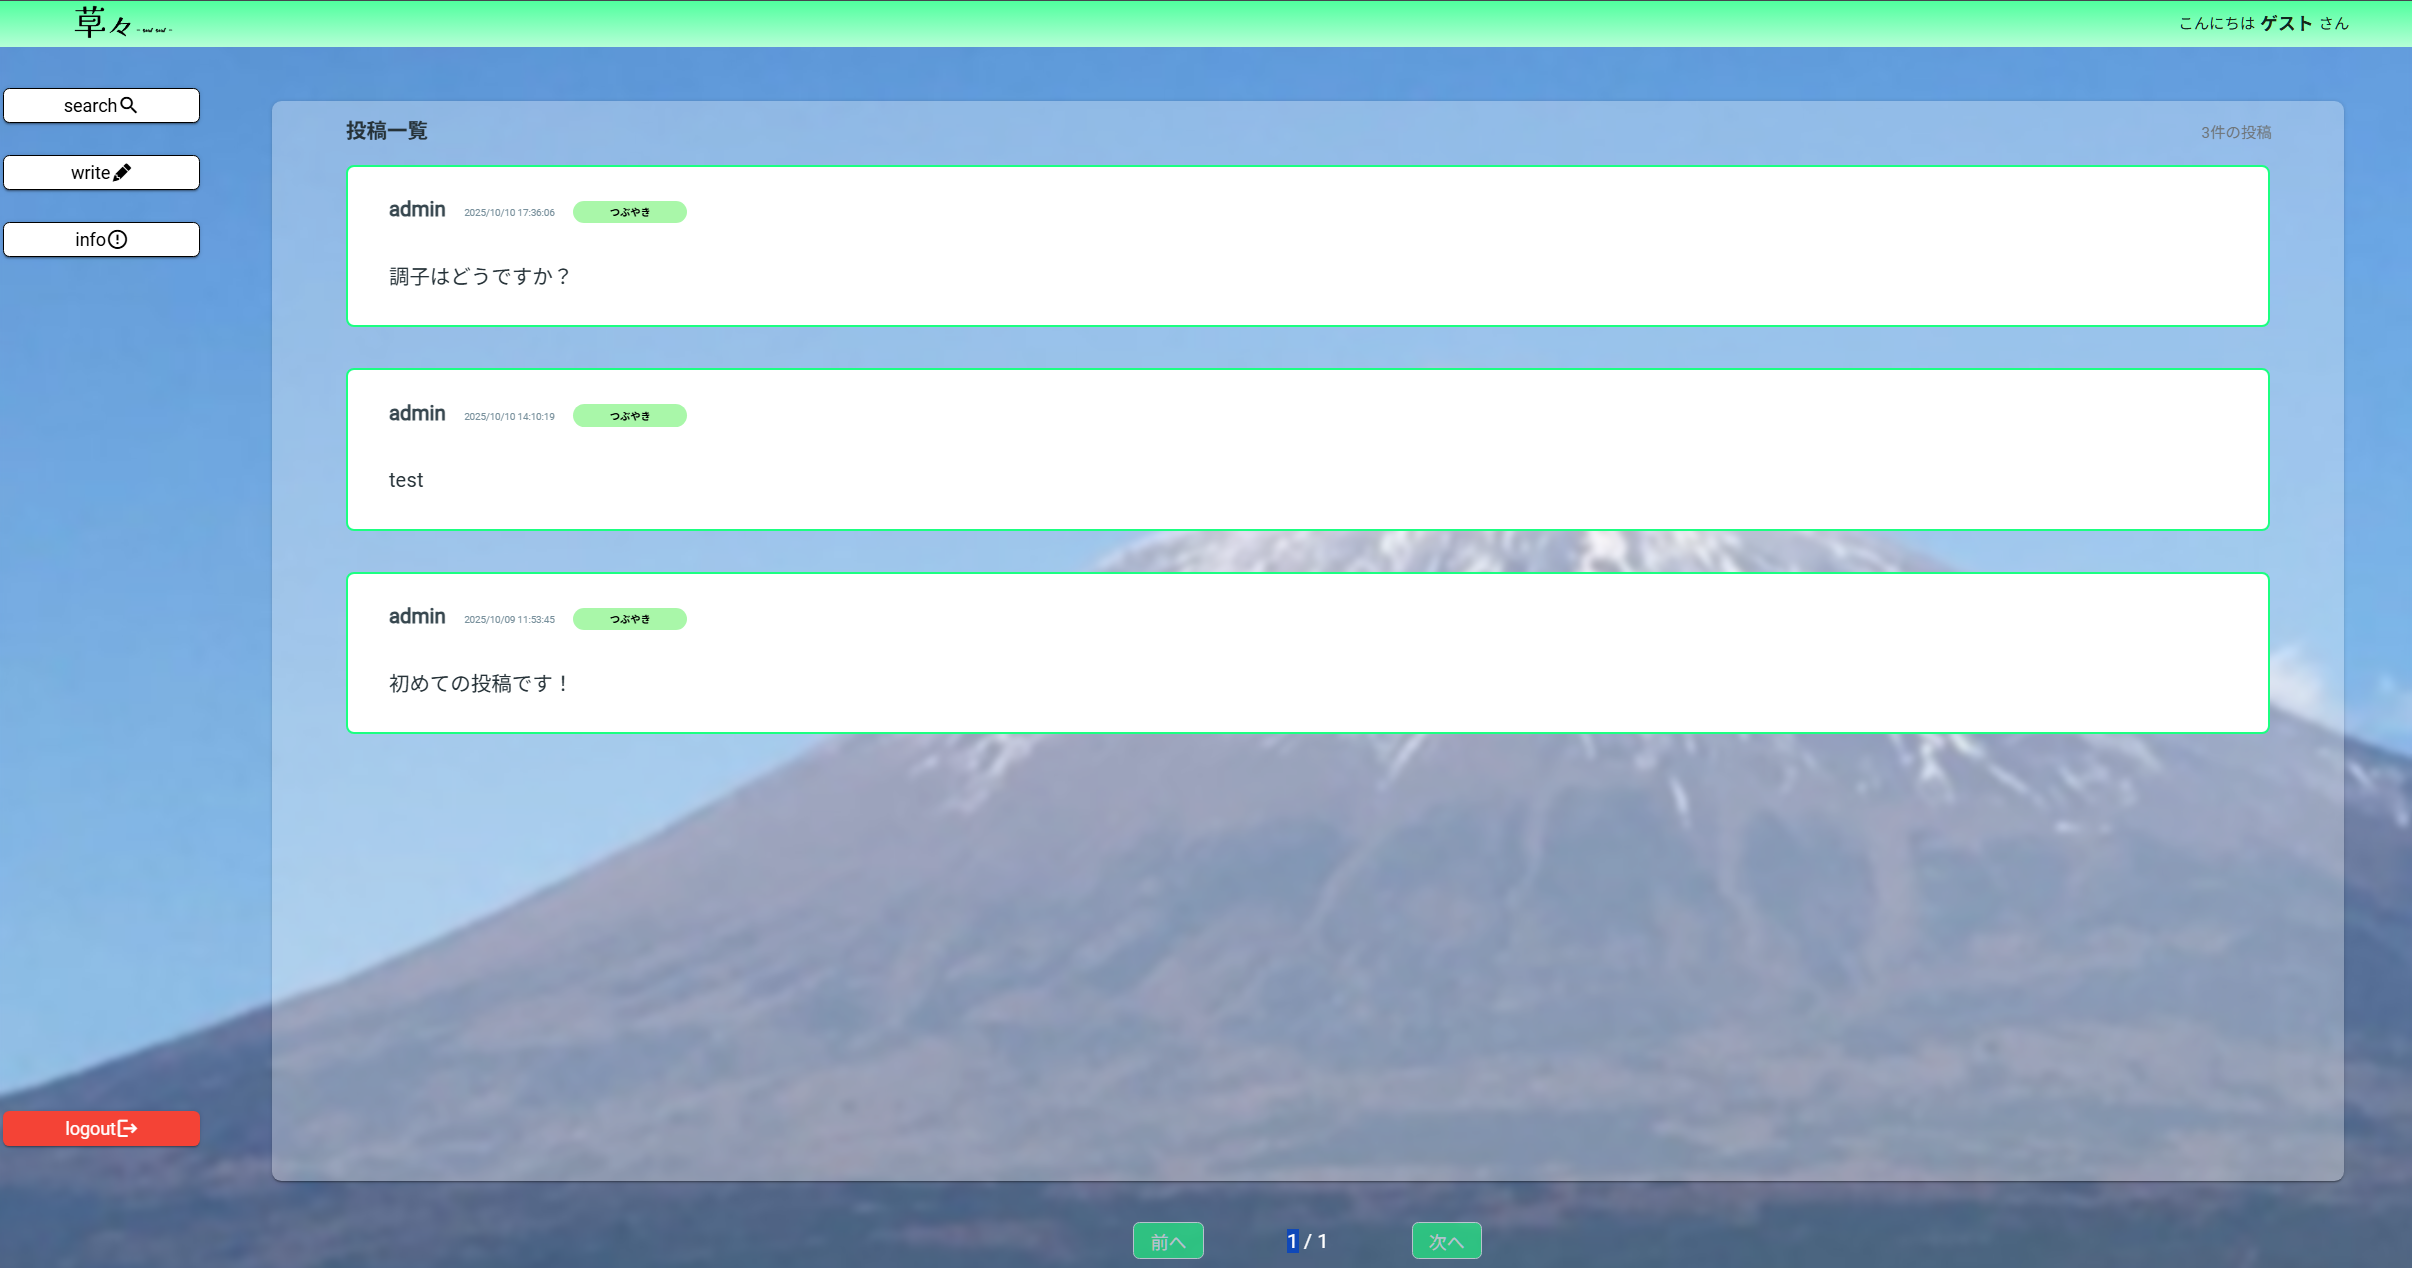 草々
こんにちは ゲスト さん
search
write
info
logout
投稿一覧
3件の投稿
admin 2025/10/10 17:36:06 つぶやき
調子はどうですか？
admin 2025/10/10 14:10:19 つぶやき
test
admin 2025/10/09 11:53:45 つぶやき
初めての投稿です！
前へ 1 / 1 次へ